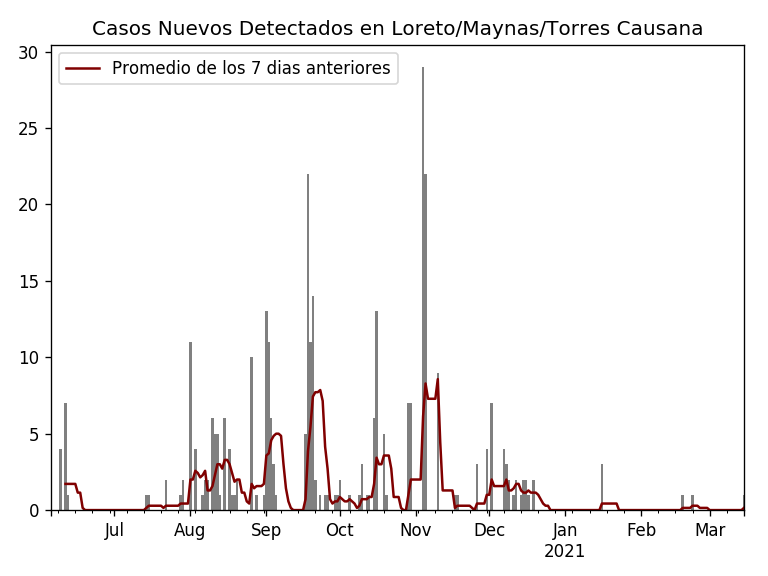 Casos Nuevos Detectados en Loreto/Maynas/Torres Causana
Promedio de los 7 dias anteriores
30
25
20
15
10
5
0
Jul Aug Sep Oct Nov Dec Jan Feb Mar
2021